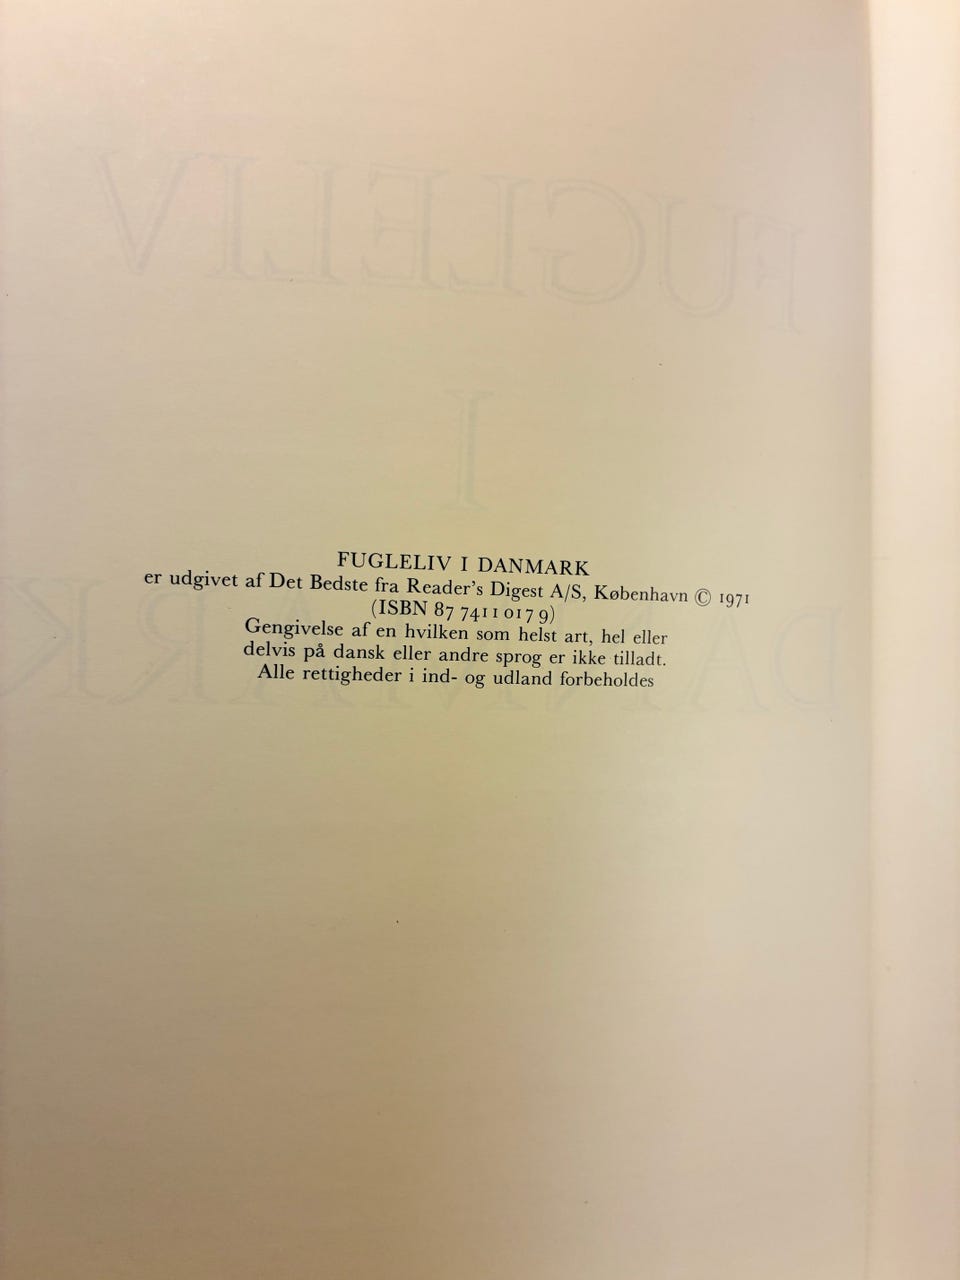 FUGLELIV I DANMARK
er udgivet af Det Bedste fra Reader's Digest A/S, København © 1971
(ISBN 87 7411 017 9)
Gengivelse af en hvilken som helst art, hel eller
delvis på dansk eller andre sprog er ikke tilladt.
Alle rettigheder i ind- og udland forbeholdes
FUGLELIV
I
DANMARK